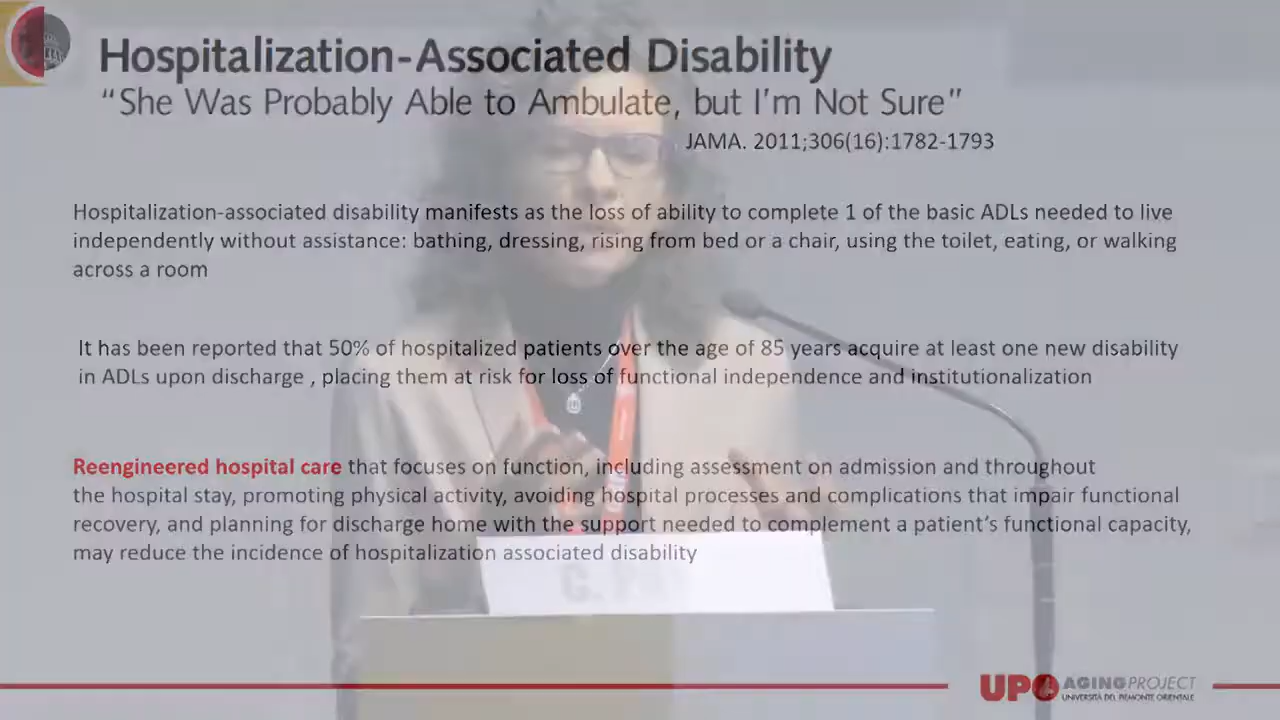 Hospitalization-Associated Disability
“She Was Probably Able to Ambulate, but I’m Not Sure”
JAMA. 2011;306(16):1782-1793
Hospitalization-associated disability manifests as the loss of ability to complete 1 of the basic ADLs needed to live
independently without assistance: bathing, dressing, rising from bed or a chair, using the toilet, eating, or walking
across a room
It has been reported that 50% of hospitalized patients over the age of 85 years acquire at least one new disability
in ADLs upon discharge , placing them at risk for loss of functional independence and institutionalization
Reengineered hospital care that focuses on function, including assessment on admission and throughout
the hospital stay, promoting physical activity, avoiding hospital processes and complications that impair functional
recovery, and planning for discharge home with the support needed to complement a patient’s functional capacity,
may reduce the incidence of hospitalization associated disability
UPO AGINGPROJECT
UNIVERSITÀ DEL PIEMONTE ORIENTALE